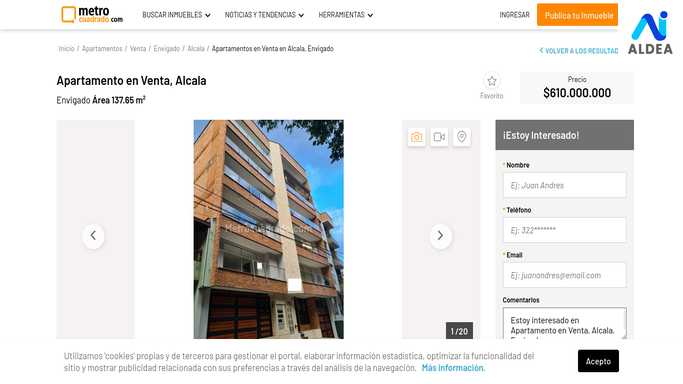 metro
cuadrado.com
BUSCAR INMUEBLES
NOTICIAS Y TENDENCIAS
HERRAMIENTAS
INGRESAR
Publica tu Inmueble
ALDEA
Inicio / Apartamentos / Venta / Envigado / Alcala / Apartamentos en Venta en Alcala, Envigado
VOLVER A LOS RESULTAD
Apartamento en Venta, Alcala
Envigado Área 137.65 m²
Favorito
Precio
$610.000.000
Metrocuadrado.com
1 / 20
¡Estoy Interesado!
* Nombre
Ej: Juan Andres
* Teléfono
Ej: 322*******
* Email
Ej: juanandres@email.com
Comentarios
Estoy interesado en
Apartamento en Venta, Alcala,
Utilizamos 'cookies' propias y de terceros para gestionar el portal, elaborar información estadística, optimizar la funcionalidad del
sitio y mostrar publicidad relacionada con sus preferencias a través del análisis de la navegación. Más información.
Acepto